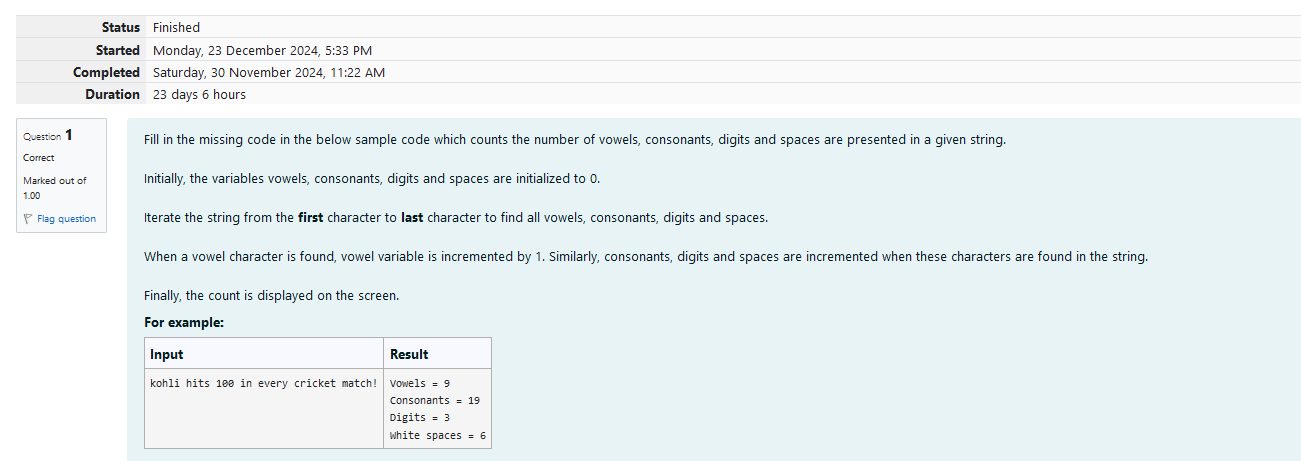 Status Finished
Started Monday, 23 December 2024, 5:33 PM
Completed Saturday, 30 November 2024, 11:22 AM
Duration 23 days 6 hours
Question 1
Correct
Marked out of
1.00
Flag question
Fill in the missing code in the below sample code which counts the number of vowels, consonants, digits and spaces are presented in a given string.
Initially, the variables vowels, consonants, digits and spaces are initialized to 0.
Iterate the string from the first character to last character to find all vowels, consonants, digits and spaces.
When a vowel character is found, vowel variable is incremented by 1. Similarly, consonants, digits and spaces are incremented when these characters are found in the string.
Finally, the count is displayed on the screen.
For example:
Input Result
kohli hits 100 in every cricket match! Vowels = 9
Consonants = 19
Digits = 3
White spaces = 6